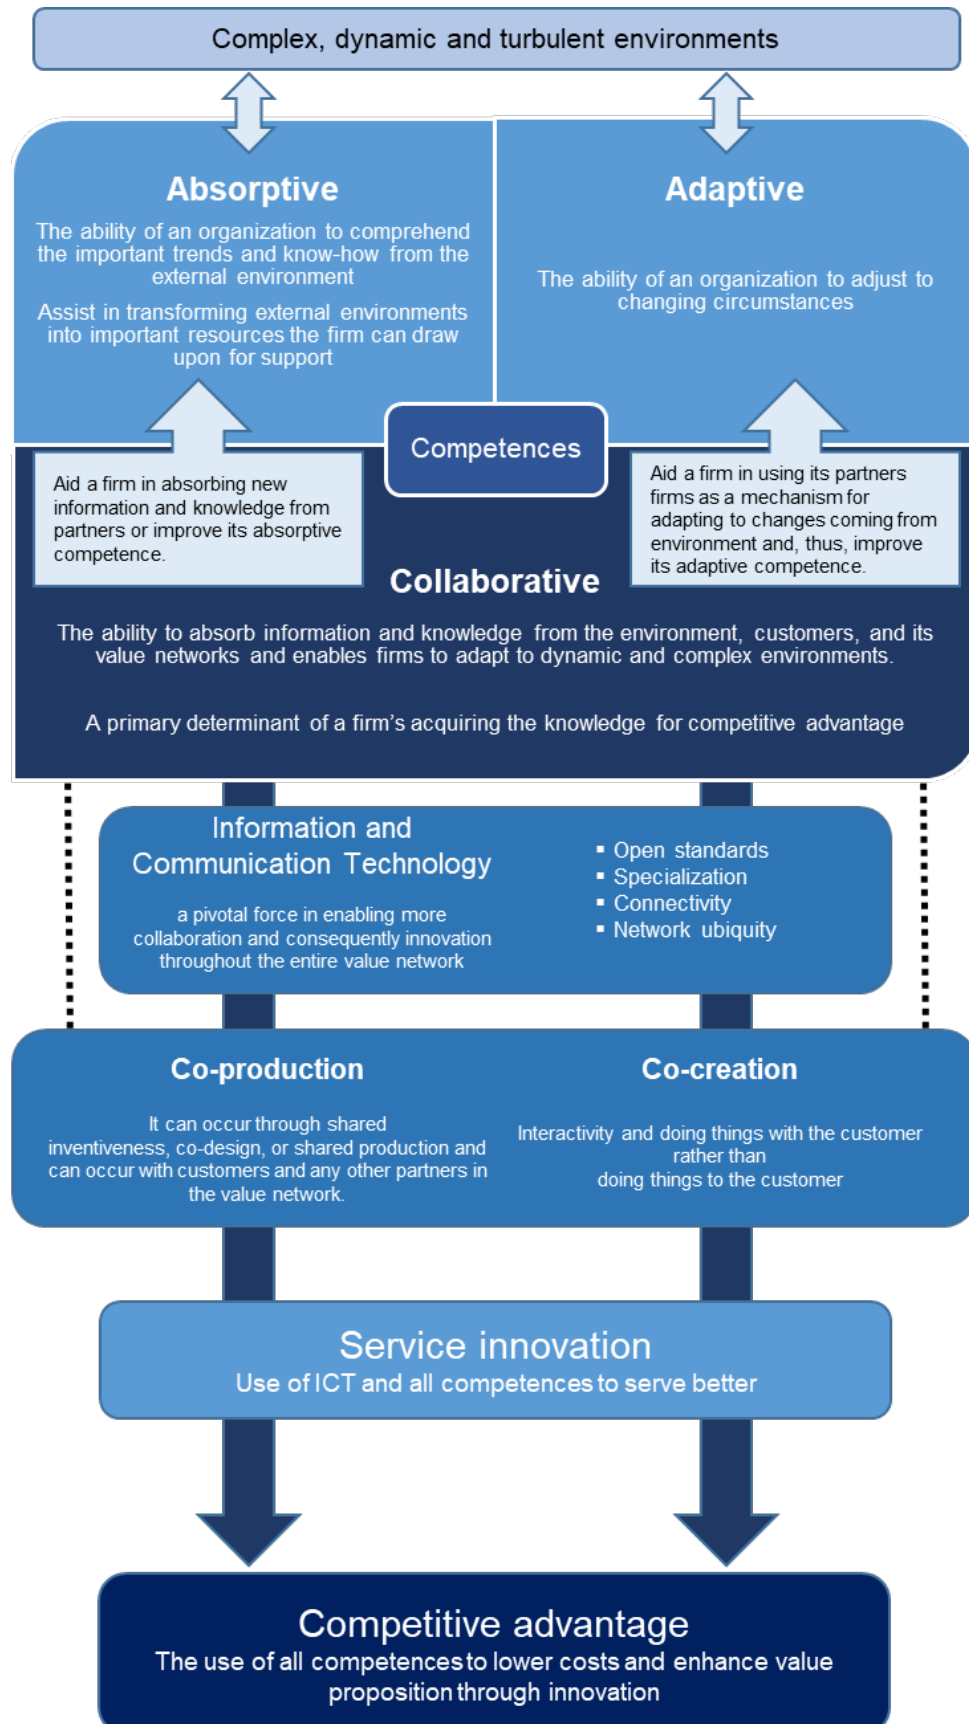 Complex, dynamic and turbulent environments
Absorptive
The ability of an organization to comprehend
the important trends and know-how from the
external environment
Assist in transforming external environments
into important resources the firm can draw
upon for support
Adaptive
The ability of an organization to adjust to
changing circumstances
Competences
Aid a firm in absorbing new
information and knowledge from
partners or improve its absorptive
competence.
Aid a firm in using its partners
firms as a mechanism for
adapting to changes coming from
environment and, thus, improve
its adaptive competence.
Collaborative
The ability to absorb information and knowledge from the environment, customers, and its
value networks and enables firms to adapt to dynamic and complex environments.
A primary determinant of a firm’s acquiring the knowledge for competitive advantage
Information and
Communication Technology
a pivotal force in enabling more
collaboration and consequently innovation
throughout the entire value network
▪ Open standards
▪ Specialization
▪ Connectivity
▪ Network ubiquity
Co-production
It can occur through shared
inventiveness, co-design, or shared production and
can occur with customers and any other partners in
the value network.
Co-creation
Interactivity and doing things with the customer
rather than
doing things to the customer
Service innovation
Use of ICT and all competences to serve better
Competitive advantage
The use of all competences to lower costs and enhance value
proposition through innovation